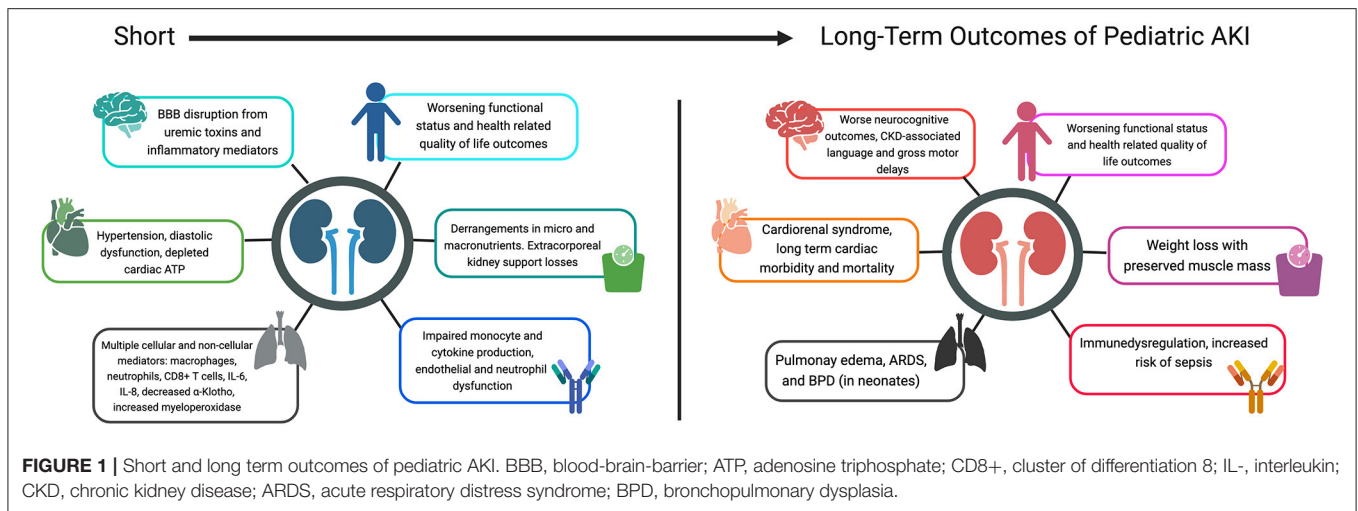 Short
Long-Term Outcomes of Pediatric AKI
BBB disruption from
uremic toxins and
inflammatory mediators
Worsening functional
status and health related
quality of life outcomes
Hypertension, diastolic
dysfunction, depleted
cardiac ATP
Derrangements in micro and
macronutrients. Extracorporeal
kidney support losses
Multiple cellular and non-cellular
mediators: macrophages,
neutrophils, CD8+ T cells, IL-6,
IL-8, decreased α-Klotho,
increased myeloperoxidase
Impaired monocyte and
cytokine production,
endothelial and neutrophil
dysfunction
Worse neurocognitive
outcomes, CKD-associated
language and gross motor
delays
Worsening functional status
and health related quality of
life outcomes
Cardiorenal syndrome,
long term cardiac
morbidity and mortality
Weight loss with
preserved muscle mass
Pulmonay edema, ARDS,
and BPD (in neonates)
Immunedysregulation, increased
risk of sepsis
FIGURE 1 | Short and long term outcomes of pediatric AKI. BBB, blood-brain-barrier; ATP, adenosine triphosphate; CD8+, cluster of differentiation 8; IL-, interleukin;
CKD, chronic kidney disease; ARDS, acute respiratory distress syndrome; BPD, bronchopulmonary dysplasia.